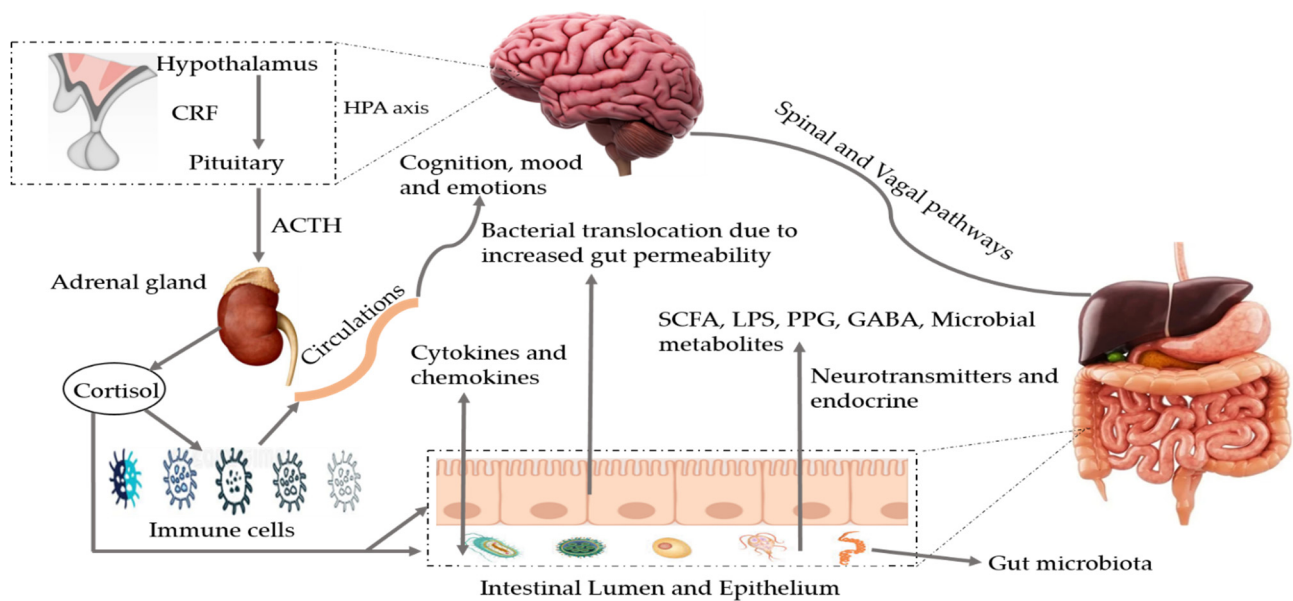 Hypothalamus
CRF
HPA axis
Pituitary
ACTH
Adrenal gland
Cortisol
Immune cells
Circulations
Cognition, mood
and emotions
Bacterial translocation due to
increased gut permeability
Spinal and Vagal pathways
SCFA, LPS, PPG, GABA, Microbial
metabolites
Cytokines and
chemokines
Neurotransmitters and
endocrine
Gut microbiota
Intestinal Lumen and Epithelium